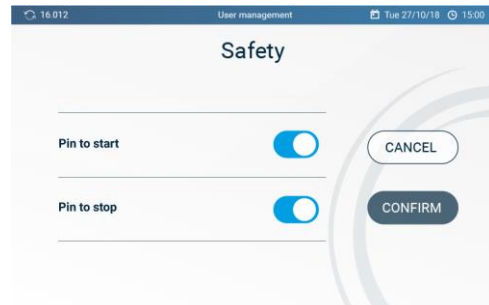 16.012 User management Tue 27/10/18 15:00
Safety
Pin to start
CANCEL
Pin to stop
CONFIRM